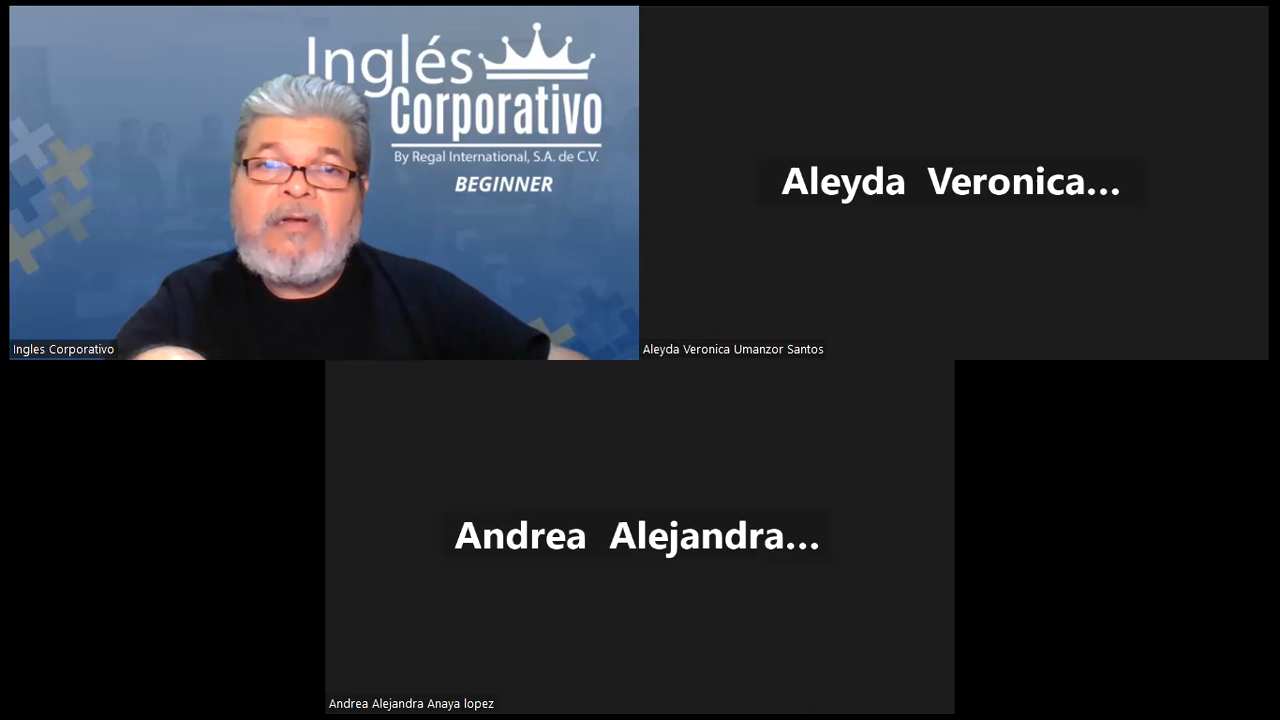 Inglés
Corporativo
By Regal International, S.A. de C.V.
BEGINNER
Ingles Corporativo
Aleyda Veronica...
Aleyda Veronica Umanzor Santos
Andrea Alejandra...
Andrea Alejandra Anaya lopez